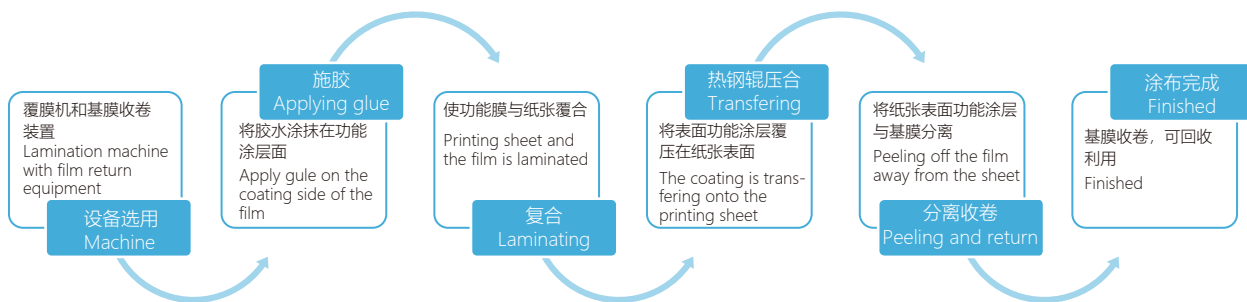 覆膜机和基膜收卷
装置
Lamination machine
with film return
equipment
设备选用
Machine
施胶
Applying glue
将胶水涂抹在功能
涂层面
Apply gule on the
coating side of the
film
使功能膜与纸张覆合
Printing sheet and
the film is laminated
复合
Laminating
热钢辊压合
Transfering
将表面功能涂层覆
压在纸张表面
The coating is trans-
fering onto the
printing sheet
将纸张表面功能涂层
与基膜分离
Peeling off the film
away from the sheet
分离收卷
Peeling and return
涂布完成
Finished
基膜收卷，可回收
利用
Finished